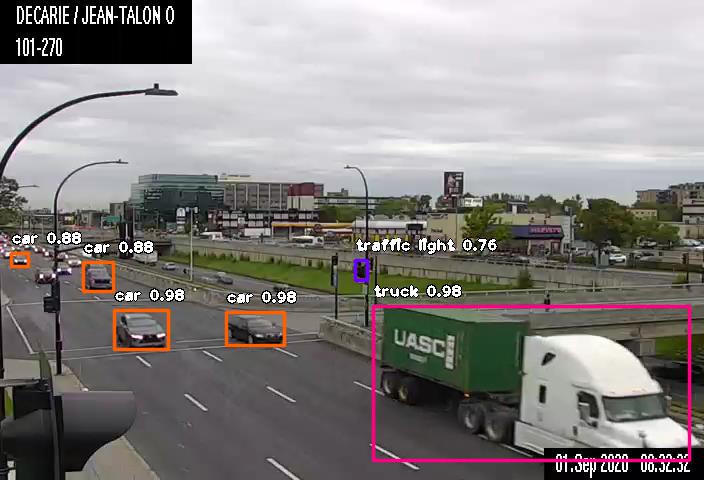 DECARIE / JEAN-TALON O
101-270
car 0.88
car 0.88
traffic light 0.76
car 0.98
car 0.98
truck 0.98
UASC
01.Sep 2020 08:32:32